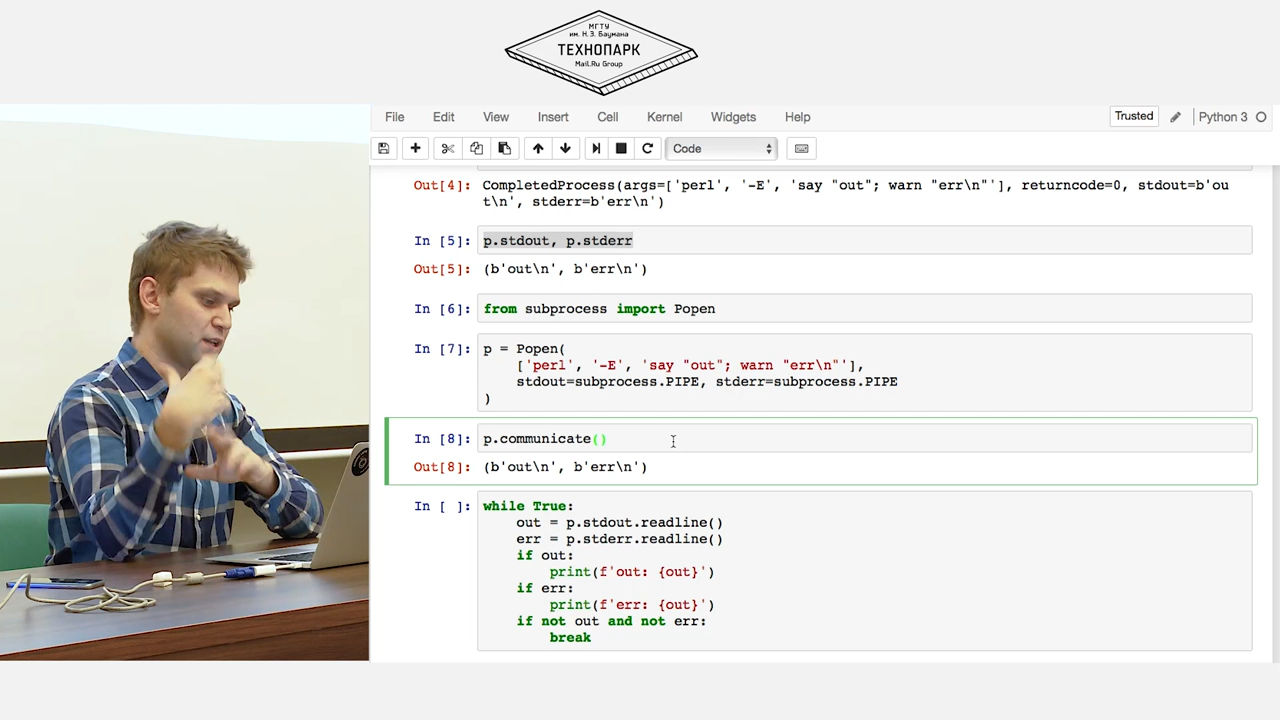 МГТУ
им. Н.Э. Баумана
ТЕХНОПАРК
Mail.Ru Group
File Edit View Insert Cell Kernel Widgets Help Trusted Python 3
Code
Out[4]: CompletedProcess(args=['perl', '-E', 'say "out"; warn "err\n"'], returncode=0, stdout=b'ou
t\n', stderr=b'err\n')
In [5]: p.stdout, p.stderr
Out[5]: (b'out\n', b'err\n')
In [6]: from subprocess import Popen
In [7]: p = Popen(
['perl', '-E', 'say "out"; warn "err\n"'],
stdout=subprocess.PIPE, stderr=subprocess.PIPE
)
In [8]: p.communicate()
Out[8]: (b'out\n', b'err\n')
In [ ]: while True:
out = p.stdout.readline()
err = p.stderr.readline()
if out:
print(f'out: {out}')
if err:
print(f'err: {out}')
if not out and not err:
break